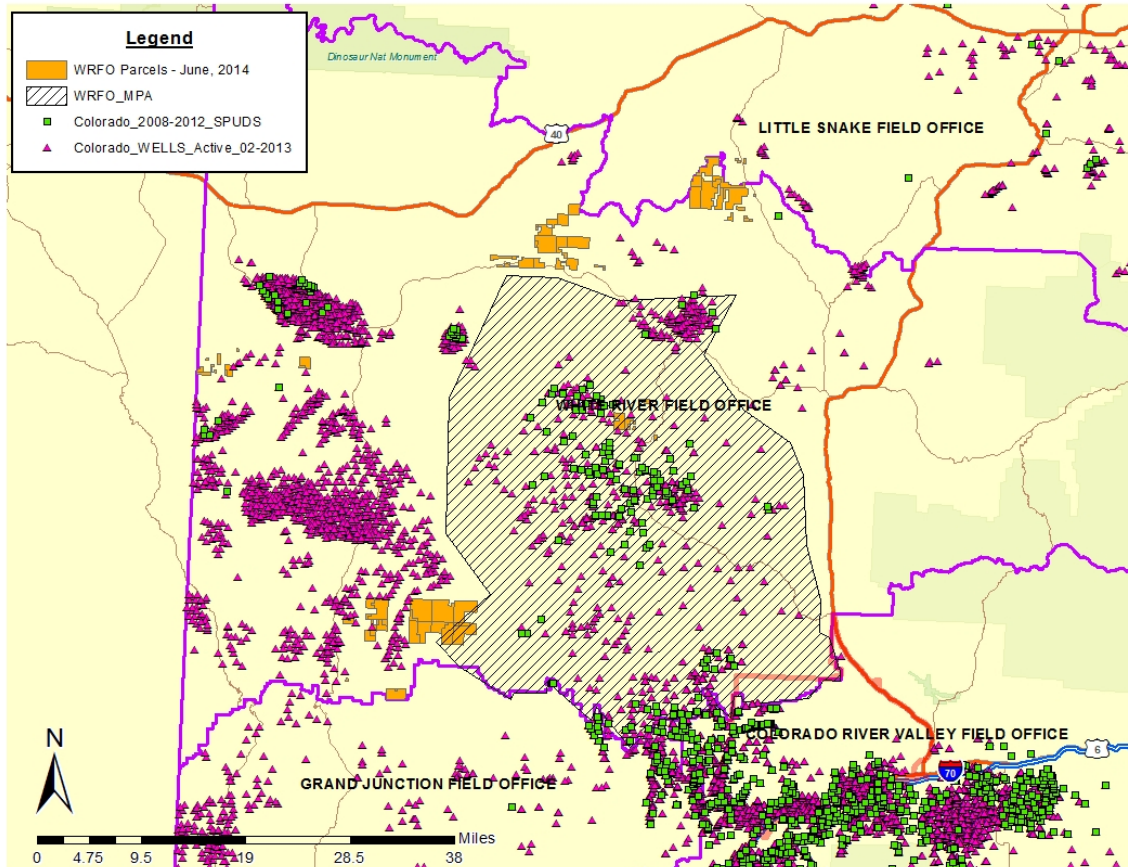 Legend
WRFO Parcels - June, 2014
WRFO_MPA
Colorado_2008-2012_SPUDS
Colorado_WELLS_Active_02-2013
Dinosaur Nat Monument
40
LITTLE SNAKE FIELD OFFICE
WHITE RIVER FIELD OFFICE
COLORADO RIVER VALLEY FIELD OFFICE
6
70
GRAND JUNCTION FIELD OFFICE
N
Miles
0 4.75 9.5 19 28.5 38